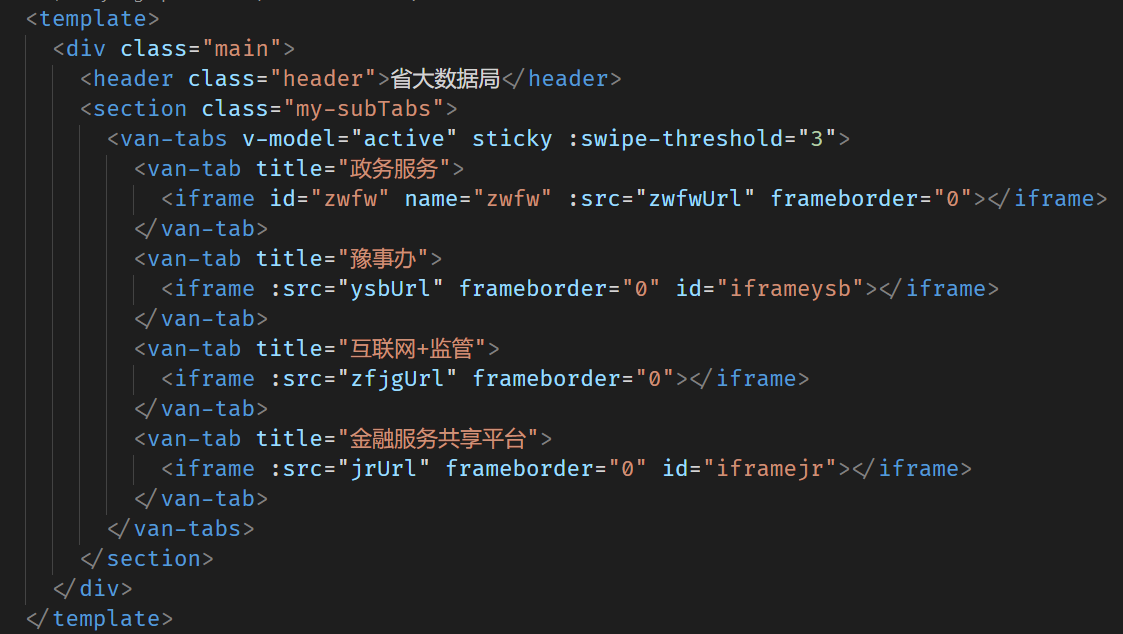 <template>
<div class="main">
<header class="header">省大数据局</header>
<section class="my-subTabs">
<van-tabs v-model="active" sticky :swipe-threshold="3">
<van-tab title="政务服务">
<iframe id="zwfw" name="zwfw" :src="zwfwUrl" frameborder="0"></iframe>
</van-tab>
<van-tab title="豫事办">
<iframe :src="ysbUrl" frameborder="0" id="iframeysb"></iframe>
</van-tab>
<van-tab title="互联网+监管">
<iframe :src="zfjgUrl" frameborder="0"></iframe>
</van-tab>
<van-tab title="金融服务共享平台">
<iframe :src="jrUrl" frameborder="0" id="iframejr"></iframe>
</van-tab>
</van-tabs>
</section>
</div>
</template>